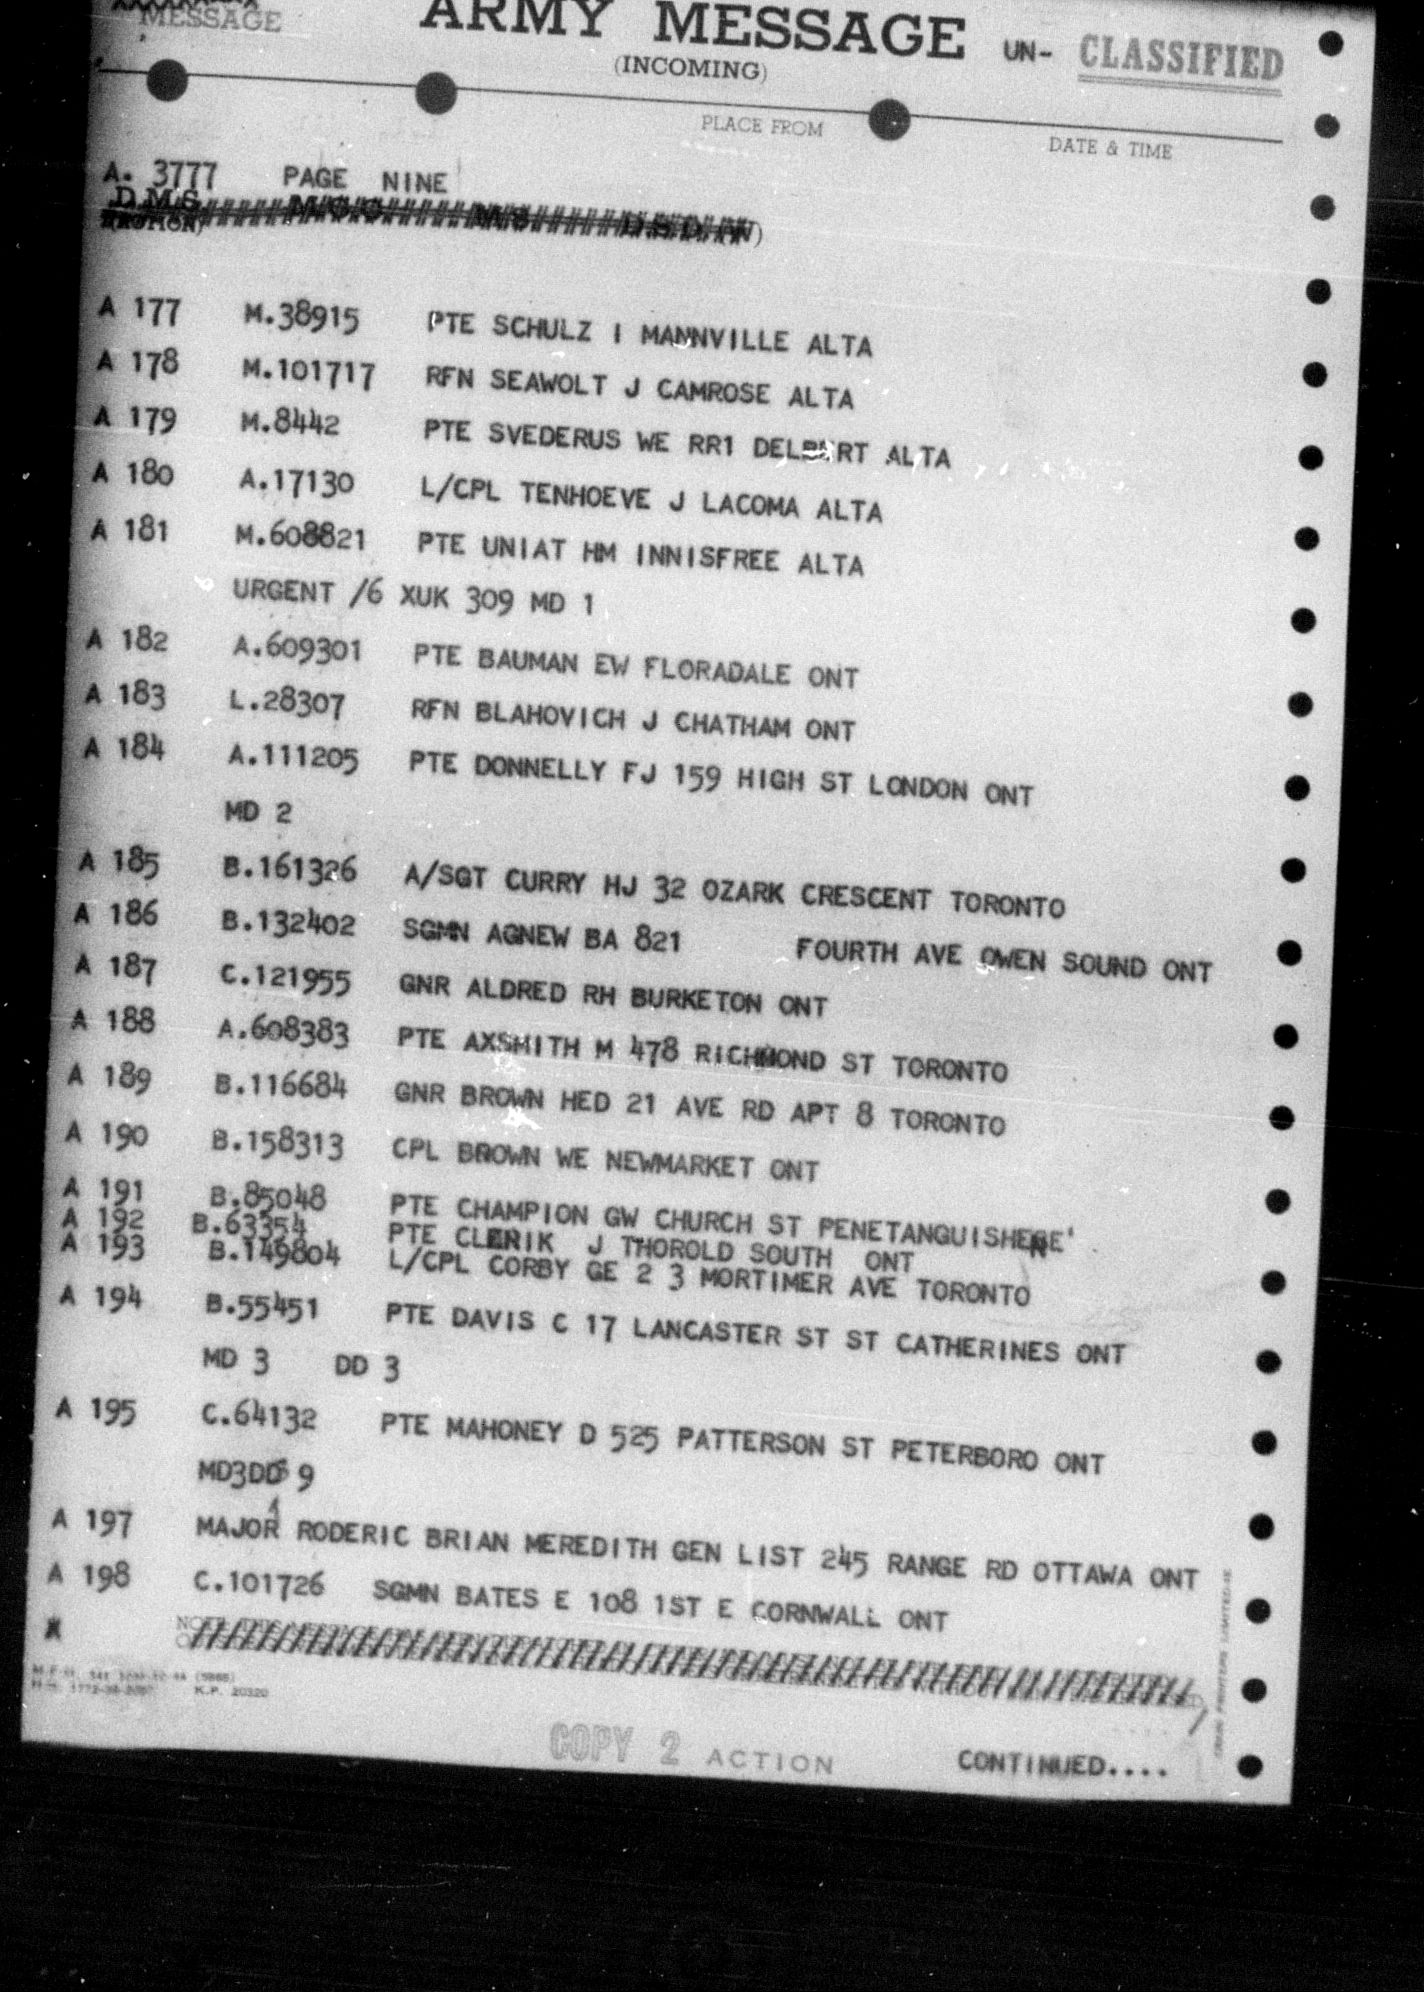 MESSAGE
ARMY MESSAGE
UN- CLASSIFIED
(INCOMING)
PLACE FROM
DATE & TIME
A. 3777 PAGE NINE
D.M.S.
A 177 M.38915 PTE SCHULZ I MANNVILLE ALTA
A 178 M.101717 RFN SEAWOLT J CAMROSE ALTA
A 179 M.8442 PTE SVEDERUS WE RR1 ALTA
A 180 A.17130 L/CPL TENHOEVE J LACOMA ALTA
A 181 M.608821 PTE UNIAT HM INNISFREE ALTA
URGENT /6 XUK 309 MD 1
A 182 A.609301 PTE BAUMAN EW FLORADALE ONT
A 183 L.28307 RFN BLAHOVICH J CHATHAM ONT
A 184 A.111205 PTE DONNELLY FJ 159 HIGH ST LONDON ONT
MD 2
A 185 B.161326 A/SGT CURRY HJ 32 OZARK CRESCENT TORONTO
A 186 B.132402 SGMN AGNEW BA 821 FOURTH AVE OWEN SOUND ONT
A 187 C.121955 GNR ALDRED RH BURKETON ONT
A 188 A.608383 PTE AXSMITH M 478 RICHMOND ST TORONTO
A 189 B.116684 GNR BROWN HED 21 AVE RD APT 8 TORONTO
A 190 B.158313 CPL BROWN WE NEWMARKET ONT
A 191 B.85048 PTE CHAMPION GW CHURCH ST
A 192 B.63354 PTE CLERIK J THOROLD SOUTH ONT
A 193 B.149804 L/CPL CORBY GE 2 3 MORTIMER AVE TORONTO
A 194 B.55451 PTE DAVIS C 17 LANCASTER ST ST CATHERINES ONT
MD 3 DD 3
A 195 C.64132 PTE MAHONEY D 525 PATTERSON ST PETERBORO ONT
9
A 197 MAJOR RODERIC BRIAN MEREDITH GEN LIST 245 RANGE RD OTTAWA ONT
A 198 C.101726 SGMN BATES E 108 1ST E CORNWALL ONT
K.P. 20320
COPY 2 ACTION
CONTINUED....